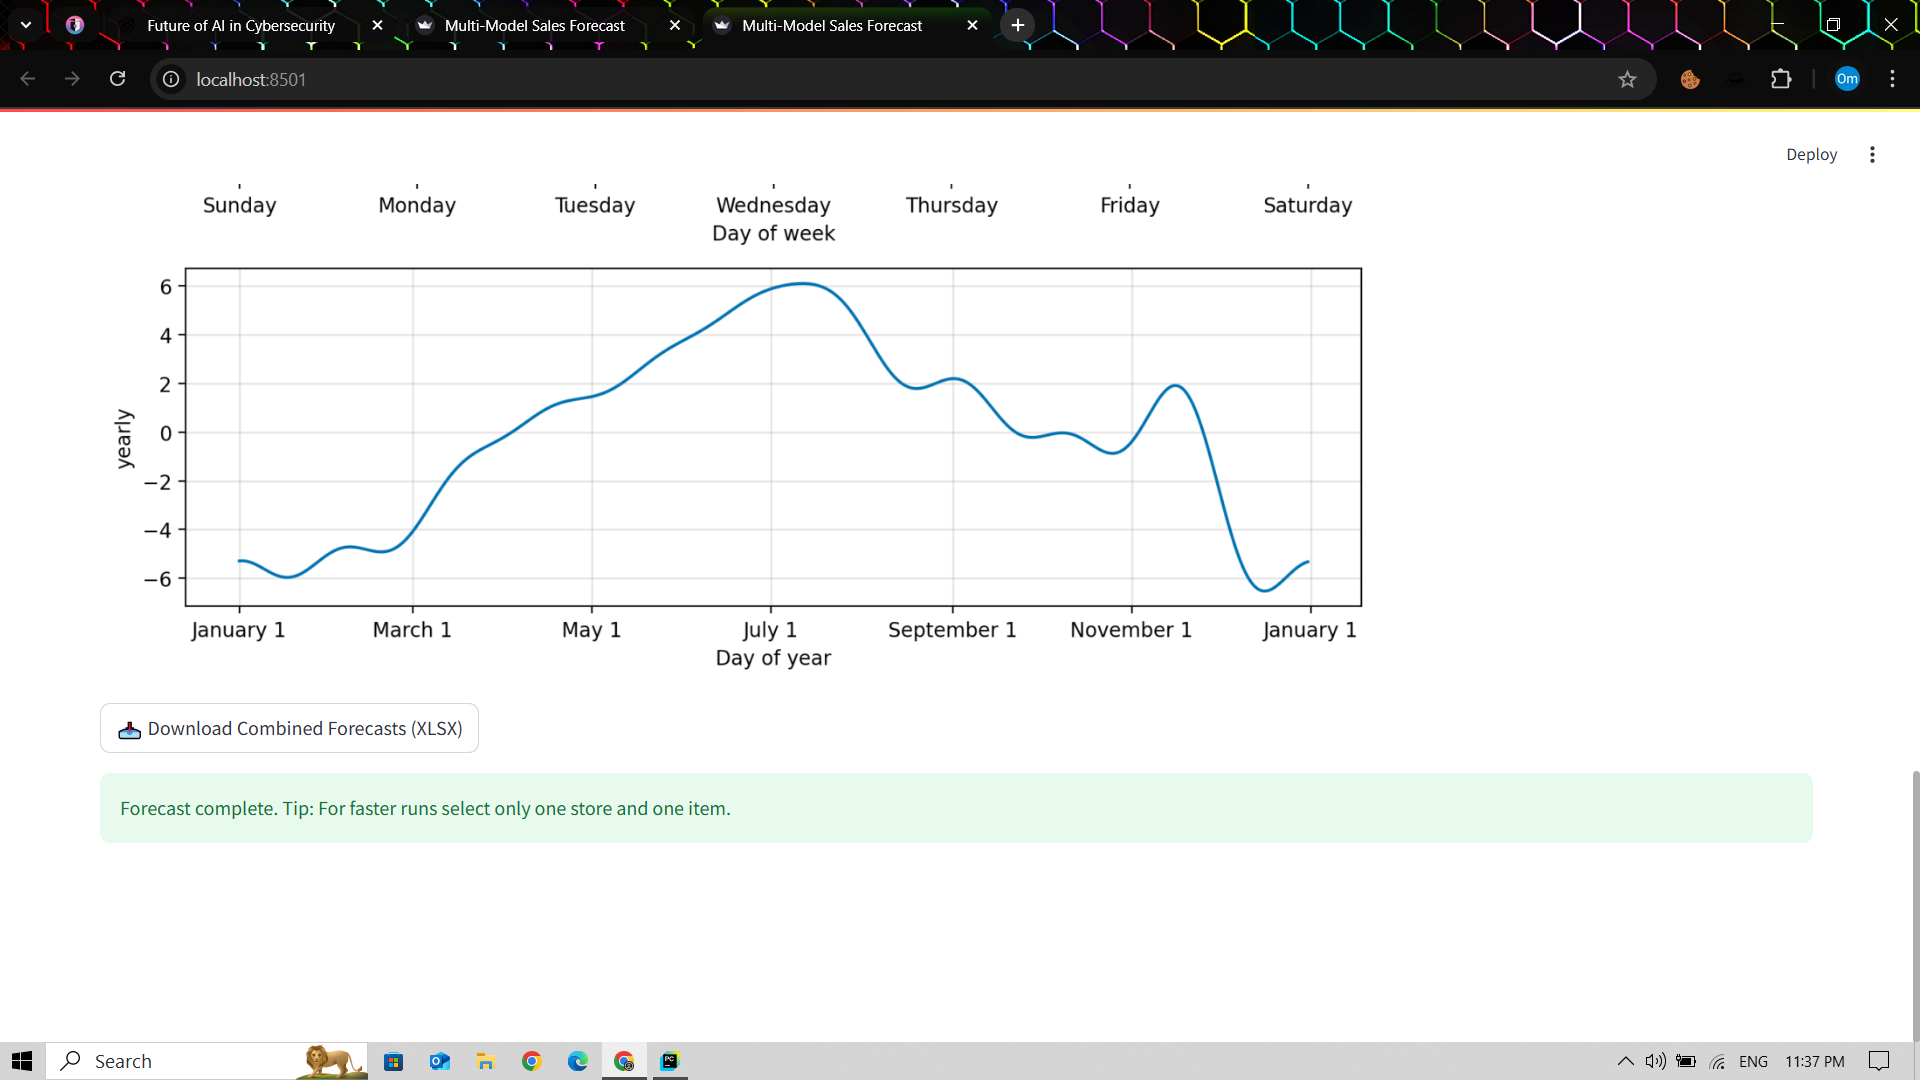 Future of AI in Cybersecurity
Multi-Model Sales Forecast
Multi-Model Sales Forecast
localhost:8501
Om
Deploy
Sunday Monday Tuesday Wednesday Thursday Friday Saturday
Day of week
6
4
2
0
−2
−4
−6
yearly
January 1 March 1 May 1 July 1 September 1 November 1 January 1
Day of year
Download Combined Forecasts (XLSX)
Forecast complete. Tip: For faster runs select only one store and one item.
Search
PC
ENG
11:37 PM